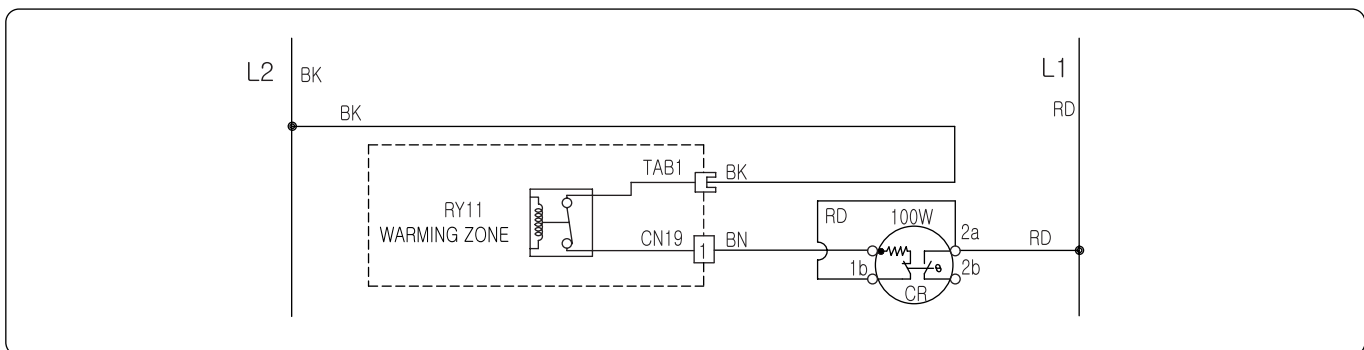 L2
BK
L1
RD
BK
TAB1
BK
RY11
WARMING ZONE
CN19
1
BN
RD
100W
2a
RD
1b
2b
θ
CR